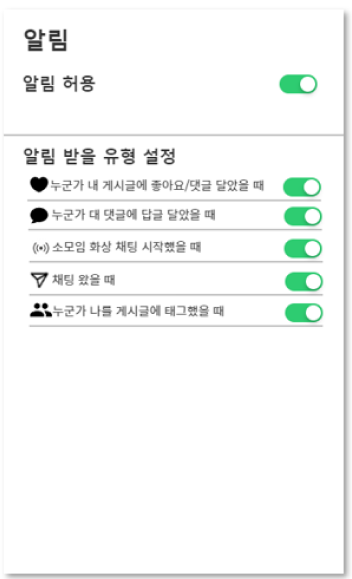 알림
알림 허용
알림 받을 유형 설정
누군가 내 게시글에 좋아요/댓글 달았을 때
누군가 대 댓글에 답글 달았을 때
소모임 화상 채팅 시작했을 때
채팅 왔을 때
누군가 나를 게시글에 태그했을 때